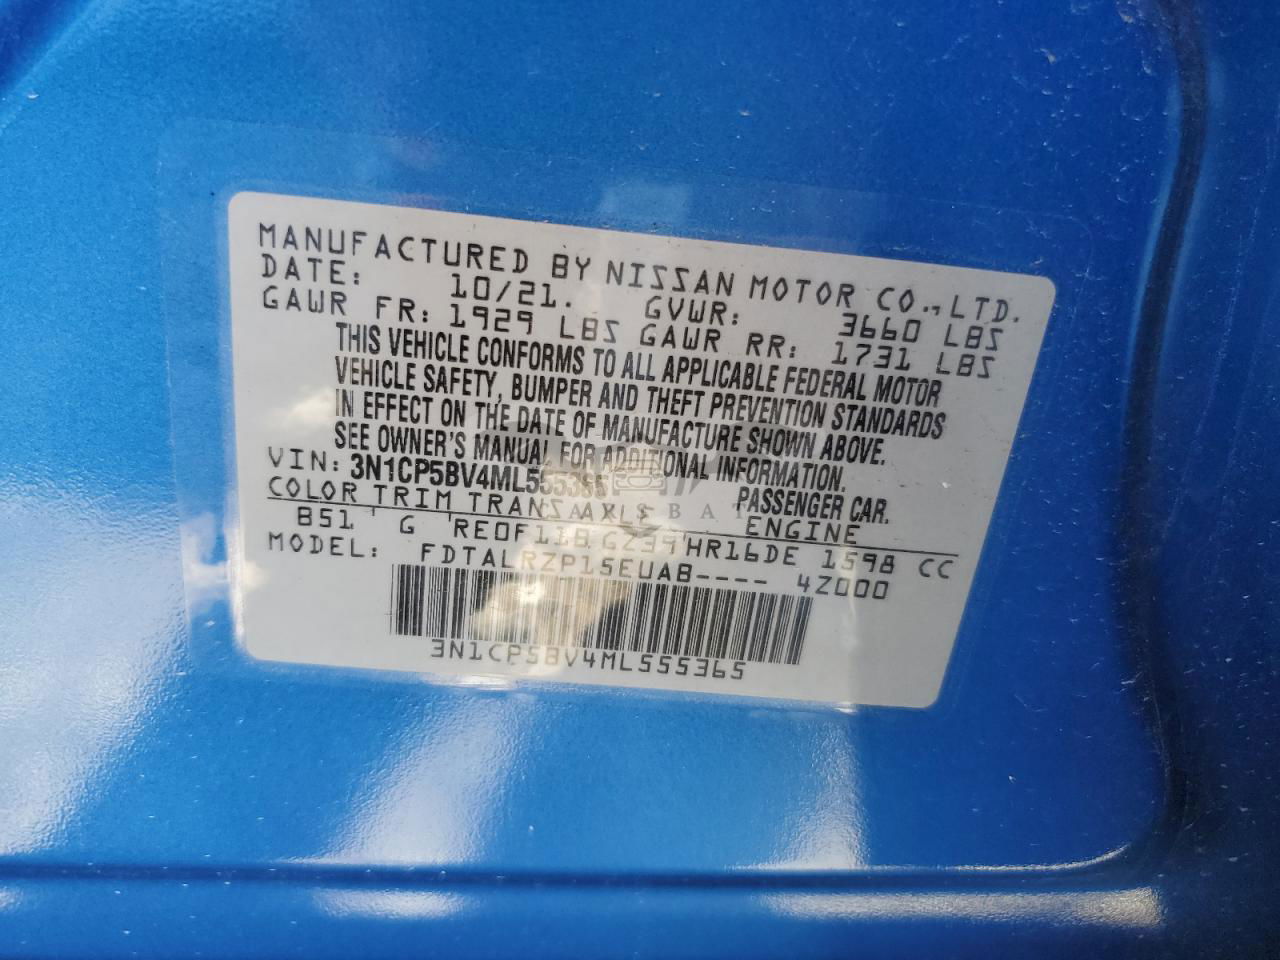 MANUFACTURED BY NISSAN MOTOR CO., LTD.
DATE: 10/21. GVWR: 3660 LBS
GAWR FR: 1929 LBS GAWR RR: 1731 LBS
THIS VEHICLE CONFORMS TO ALL APPLICABLE FEDERAL MOTOR
VEHICLE SAFETY, BUMPER AND THEFT PREVENTION STANDARDS
IN EFFECT ON THE DATE OF MANUFACTURE SHOWN ABOVE.
SEE OWNER'S MANUAL FOR ADDITIONAL INFORMATION.
VIN: 3N1CP5BV4ML555365 PASSENGER CAR.
COLOR TRIM TRANSAXLE ENGINE
B51 G RE0F11B GZ39 HR16DE 1598 CC
MODEL: FDTALRZP15EUAB---- 4Z000
3N1CP5BV4ML555365